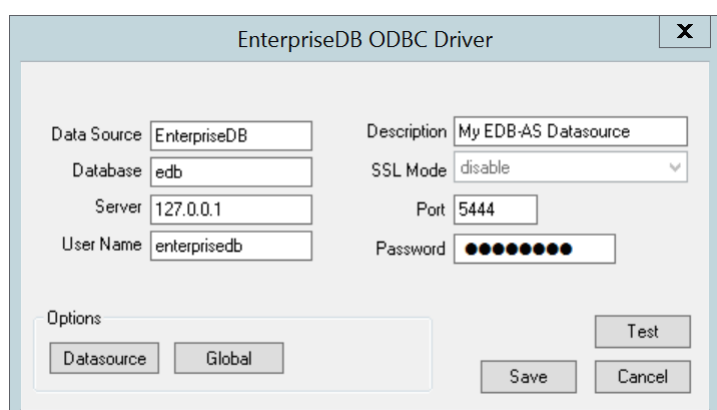 EnterpriseDB ODBC Driver
X
Data Source EnterpriseDB
Description My EDB-AS Datasource
Database edb
SSL Mode disable
Server 127.0.0.1
Port 5444
User Name enterprisedb
Password ●●●●●●●●
Options
Datasource Global
Test
Save Cancel